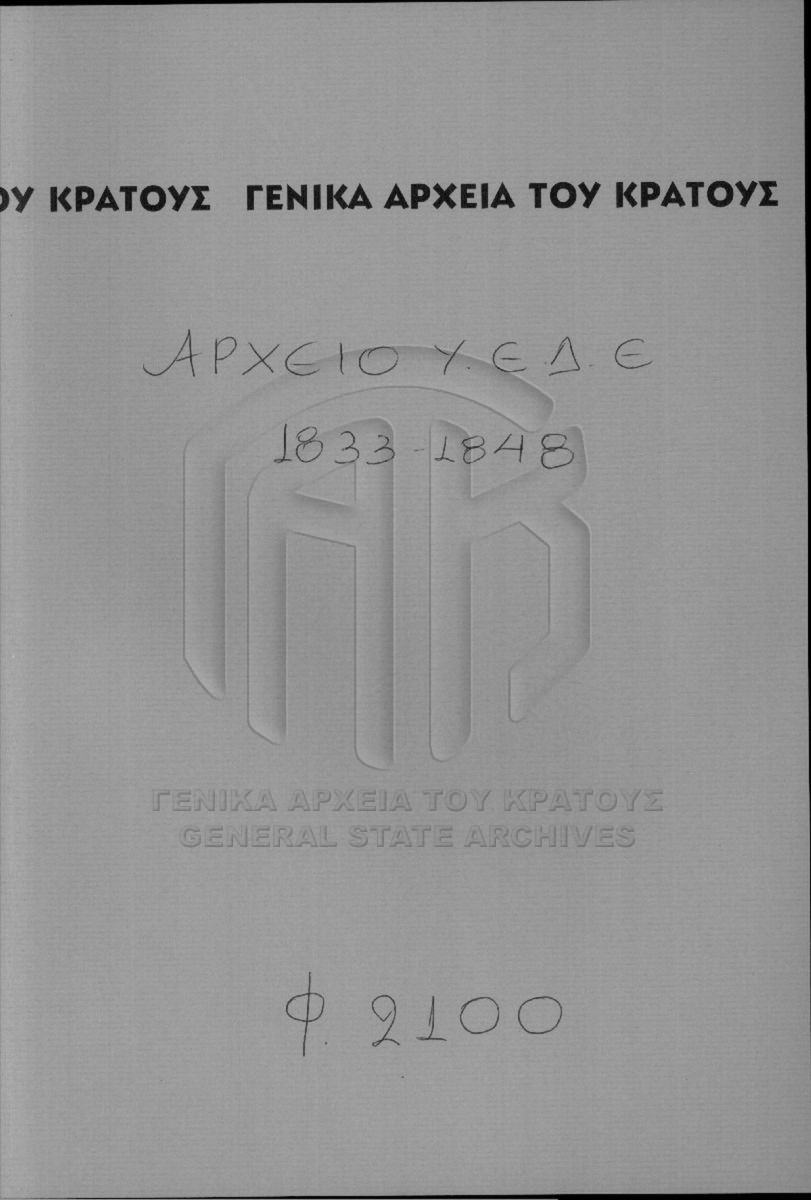 ΟΥ ΚΡΑΤΟΥΣ ΓΕΝΙΚΑ ΑΡΧΕΙΑ ΤΟΥ ΚΡΑΤΟΥΣ
ΑΡΧΕΙΟ Υ.Ε.Δ.Ε
1833-1848
ΓΕΝΙΚΑ ΑΡΧΕΙΑ ΤΟΥ ΚΡΑΤΟΥΣ
GENERAL STATE ARCHIVES
Φ. 2100